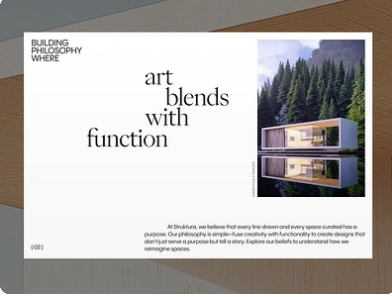 BUILDING
PHILOSOPHY
WHERE
art
blends
with
function
At Struktura, we believe that every line drawn and every space curated has a
purpose. Our philosophy is simple–fuse creativity with functionality to create designs that
don't just serve a purpose but tell a story. Explore our beliefs to understand how we
reimagine spaces.
(02)